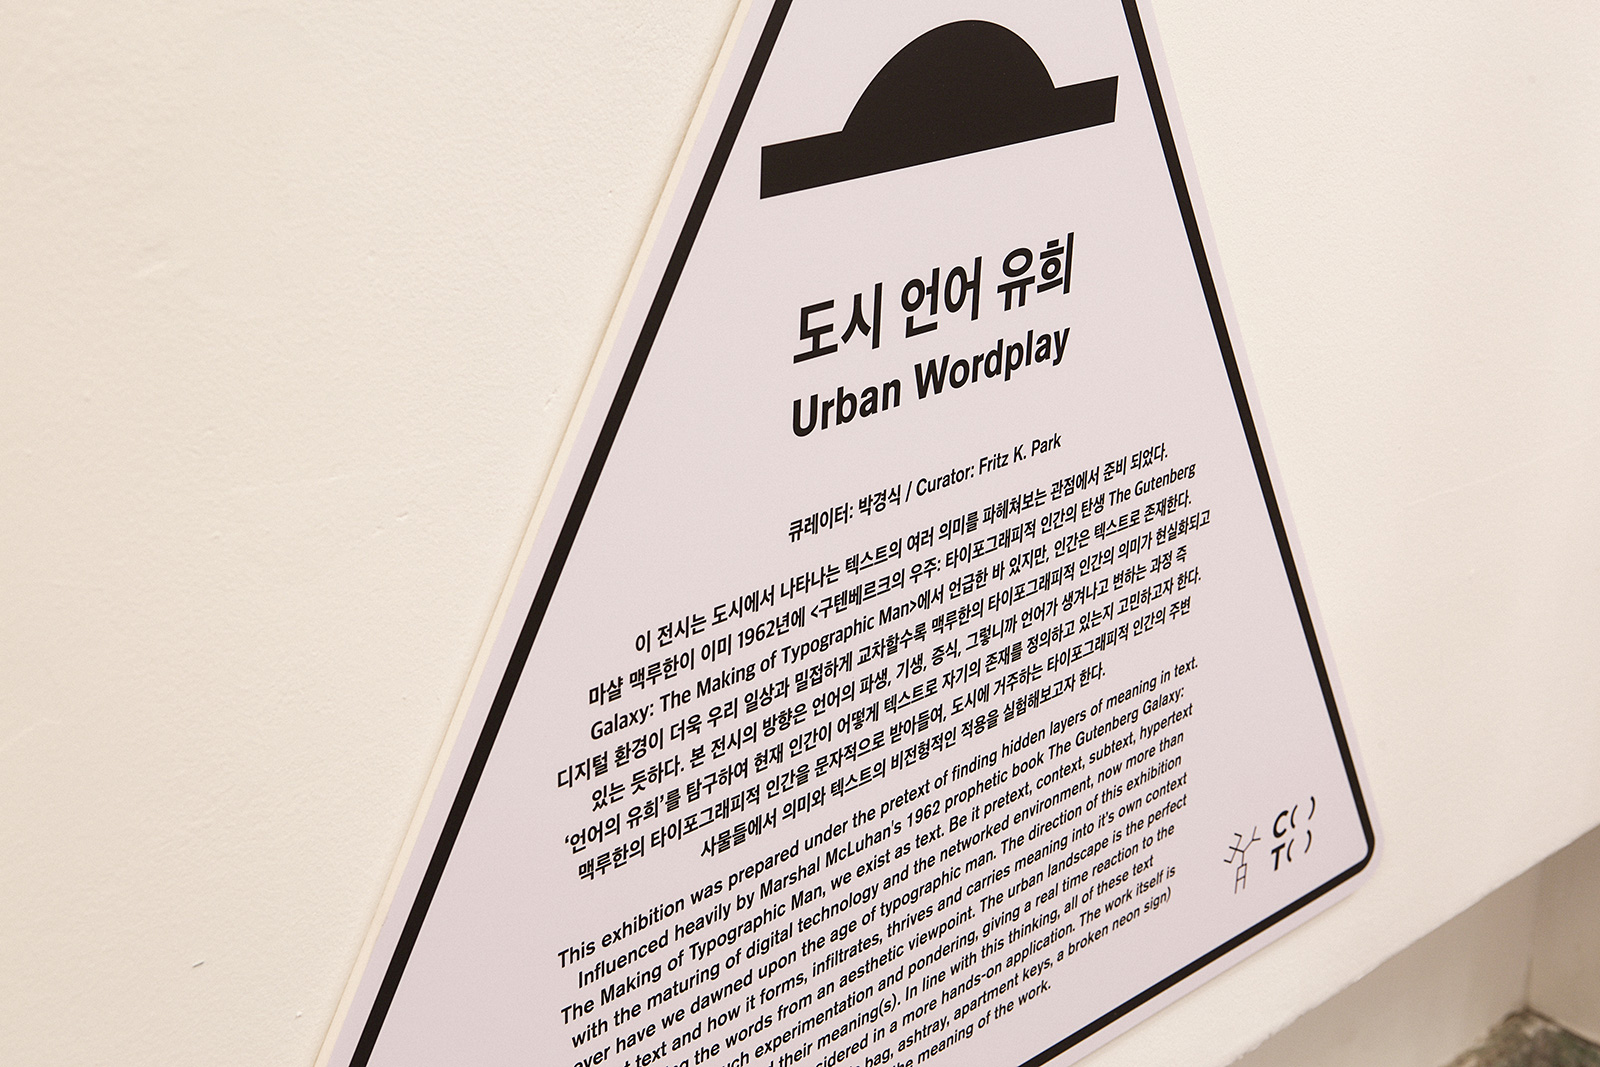 도시 언어 유희
Urban Wordplay
큐레이터: 박경식 / Curator: Fritz K. Park
이 전시는 도시에서 나타나는 텍스트의 여러 의미를 파헤쳐보는 관점에서 준비 되었다.
마샬 맥루한이 이미 1962년에 <구텐베르크의 우주: 타이포그래피적 인간의 탄생 The Gutenberg
Galaxy: The Making of Typographic Man>에서 언급한 바 있지만, 인간은 텍스트로 존재한다.
디지털 환경이 더욱 우리 일상과 밀접하게 교차할수록 맥루한의 타이포그래피적 인간의 의미가 현실화되고
있는 듯하다. 본 전시의 방향은 언어의 파생, 기생, 증식, 그렇니까 언어가 생겨나고 변하는 과정 즉
‘언어의 유희’를 탐구하여 현재 인간이 어떻게 텍스트로 자기의 존재를 정의하고 있는지 고민하고자 한다.
맥루한의 타이포그래피적 인간을 문자적으로 받아들여, 도시에 거주하는 타이포그래피적 인간의 주변
사물들에서 의미와 텍스트의 비전형적인 적용을 실험해보고자 한다.
This exhibition was prepared under the pretext of finding hidden layers of meaning in text.
Influenced heavily by Marshal McLuhan's 1962 prophetic book The Gutenberg Galaxy:
The Making of Typographic Man, we exist as text. Be it pretext, context, subtext, hypertext
with the maturing of digital technology and the networked environment, now more than
ever have we dawned upon the age of typographic man. The direction of this exhibition
text and how it forms, infiltrates, thrives and carries meaning into it's own context
the words from an aesthetic viewpoint. The urban landscape is the perfect
experimentation and pondering, giving a real time reaction to the
their meaning(s). In line with this thinking, all of these text
in a more hands-on application. The work itself is
bag, ashtray, apartment keys, a broken neon sign)
the meaning of the work.
C( )
T( )